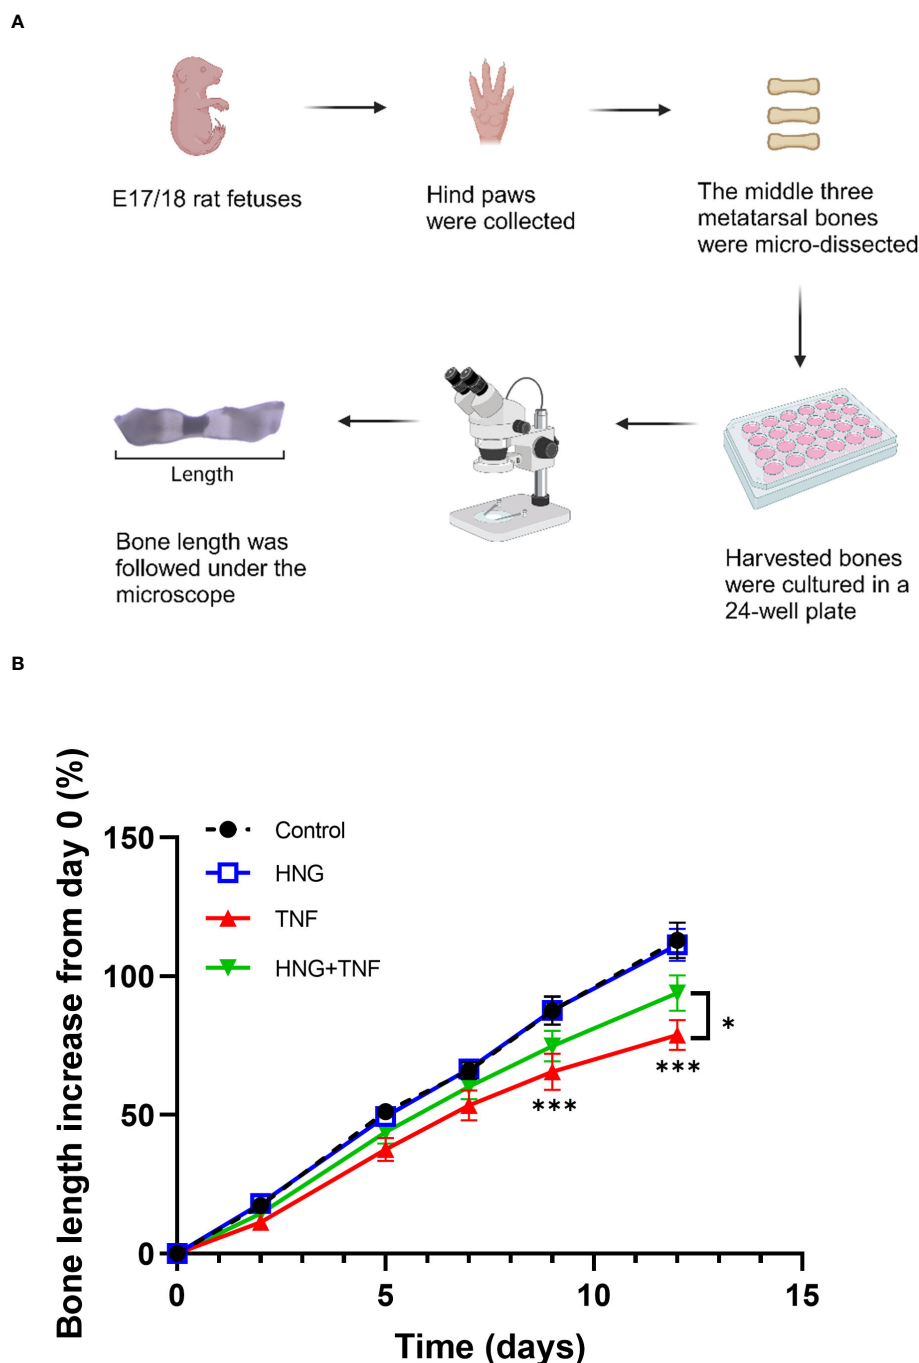 A
E17/18 rat fetuses
Hind paws
were collected
The middle three
metatarsal bones
were micro-dissected
Length
Bone length was
followed under the
microscope
Harvested bones
were cultured in a
24-well plate
B
Bone length increase from day 0 (%)
150
100
50
0
Control
HNG
TNF
HNG+TNF
*
***
***
0
5
10
15
Time (days)